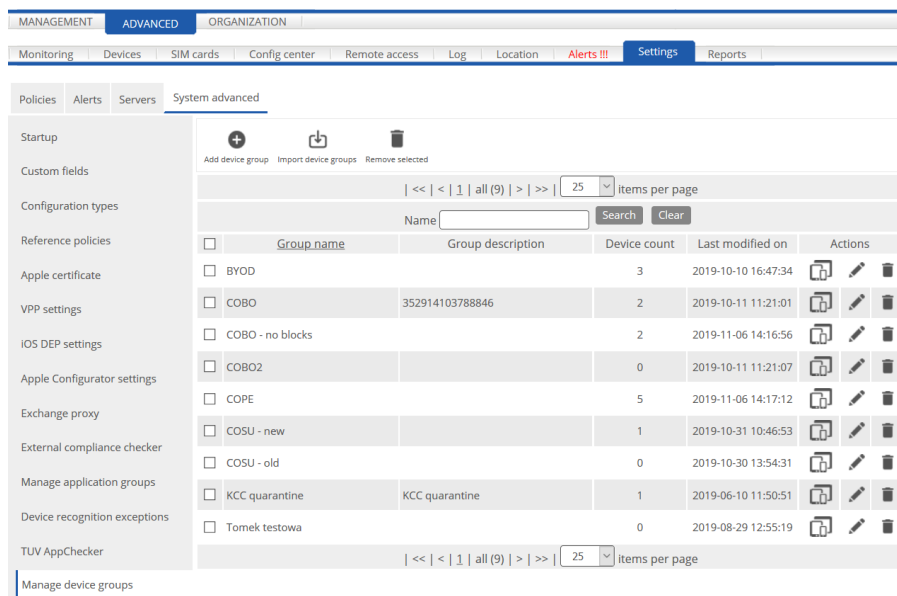 MANAGEMENT ADVANCED ORGANIZATION
Monitoring Devices SIM cards Config center Remote access Log Location Alerts !!! Settings Reports
Policies Alerts Servers System advanced
Startup
Custom fields
Configuration types
Reference policies
Apple certificate
VPP settings
iOS DEP settings
Apple Configurator settings
Exchange proxy
External compliance checker
Manage application groups
Device recognition exceptions
TUV AppChecker
Manage device groups
Add device group Import device groups Remove selected
| << | < | 1 | all (9) | > | >> | 25 items per page
Name Search Clear
Group name Group description Device count Last modified on Actions
BYOD 3 2019-10-10 16:47:34
COBO 352914103788846 2 2019-10-11 11:21:01
COBO - no blocks 2 2019-11-06 14:16:56
COBO2 0 2019-10-11 11:21:07
COPE 5 2019-11-06 14:17:12
COSU - new 1 2019-10-31 10:46:53
COSU - old 0 2019-10-30 13:54:31
KCC quarantine KCC quarantine 1 2019-06-10 11:50:51
Tomek testowa 0 2019-08-29 12:55:19
| << | < | 1 | all (9) | > | >> | 25 items per page